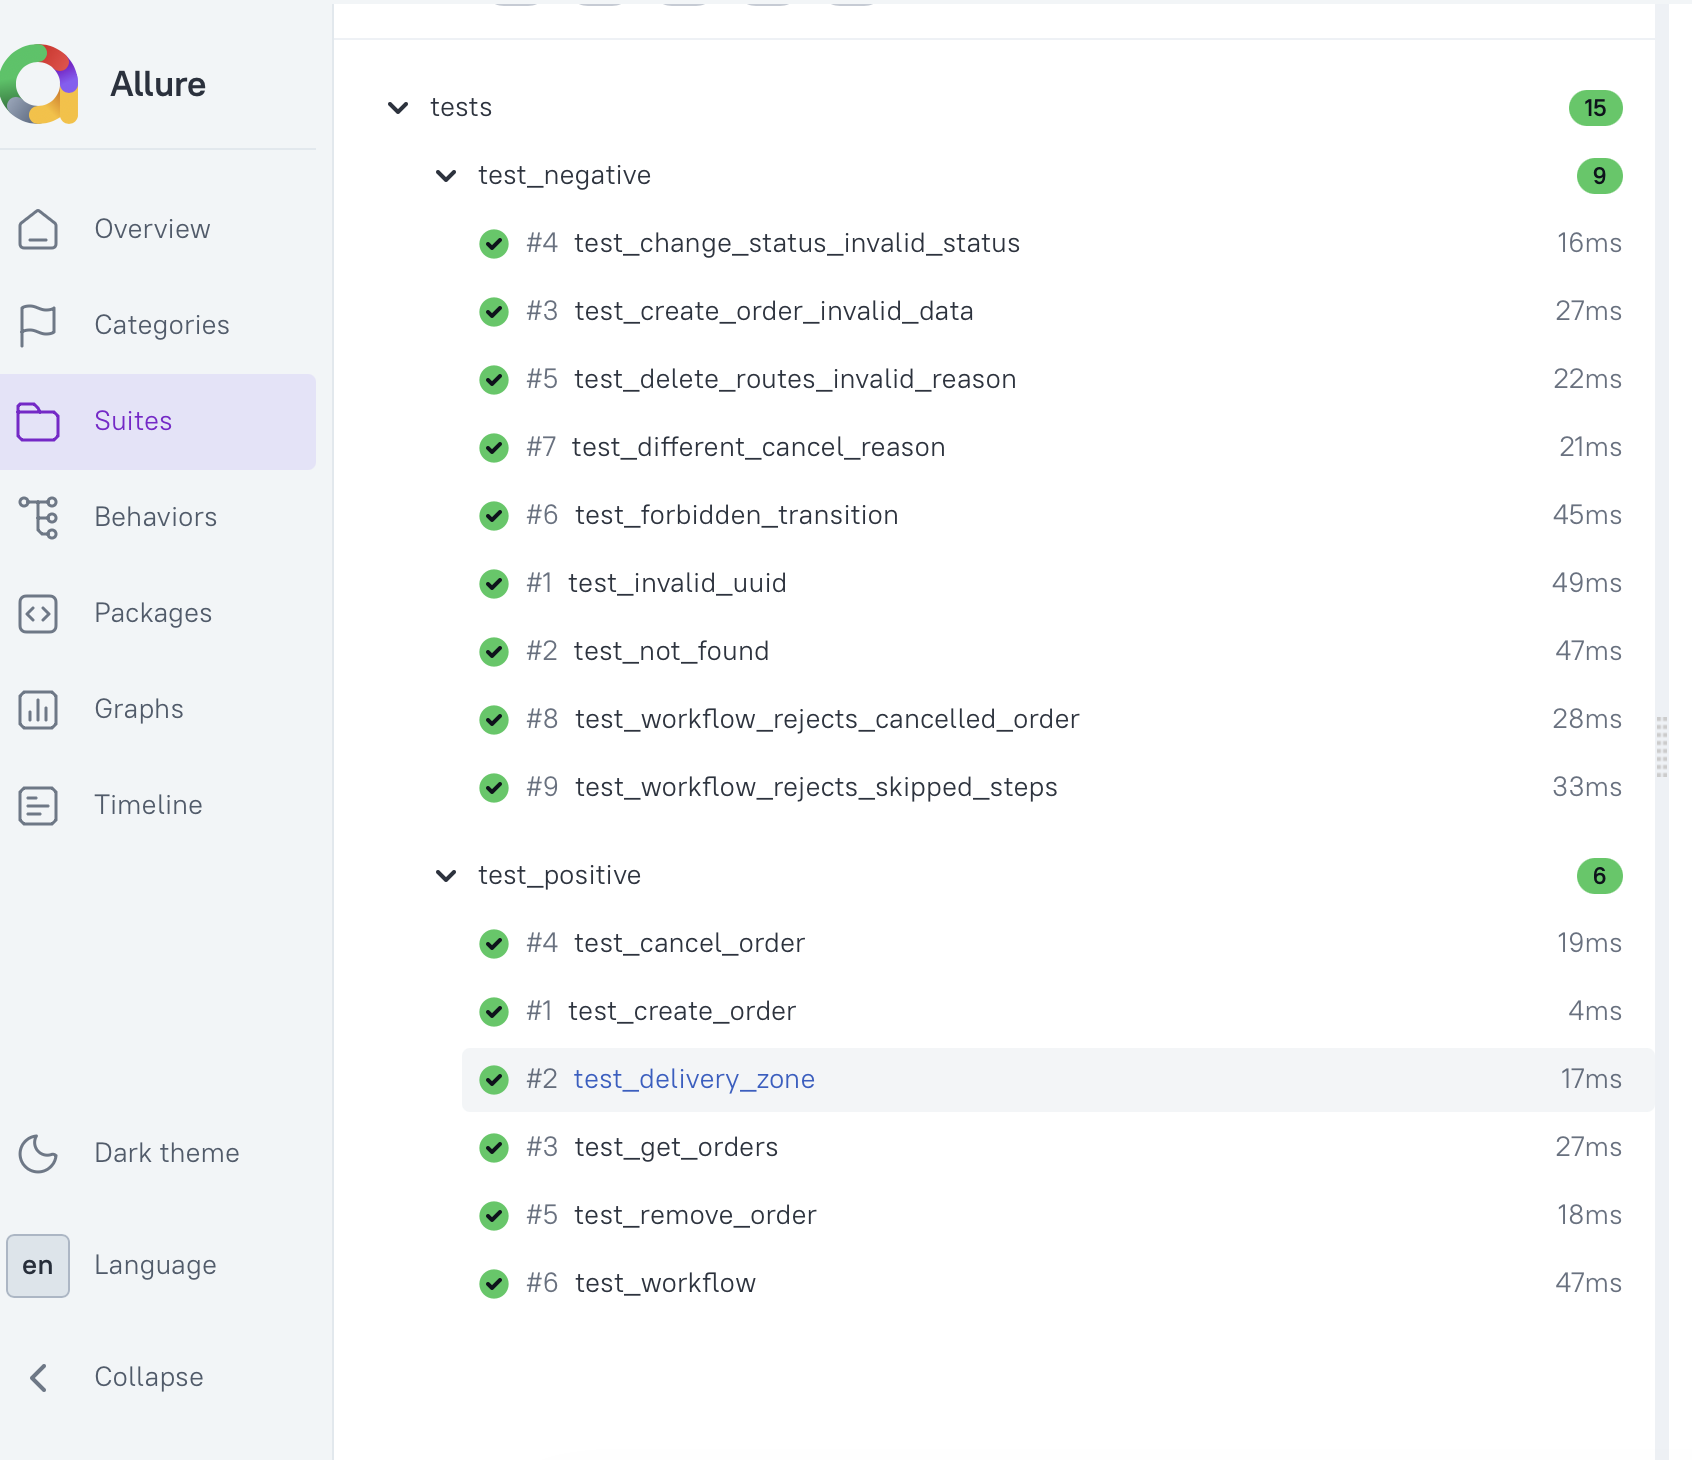 Allure
Overview
Categories
Suites
Behaviors
Packages
Graphs
Timeline
Dark theme
en Language
Collapse
tests 15
test_negative 9
#4 test_change_status_invalid_status 16ms
#3 test_create_order_invalid_data 27ms
#5 test_delete_routes_invalid_reason 22ms
#7 test_different_cancel_reason 21ms
#6 test_forbidden_transition 45ms
#1 test_invalid_uuid 49ms
#2 test_not_found 47ms
#8 test_workflow_rejects_cancelled_order 28ms
#9 test_workflow_rejects_skipped_steps 33ms
test_positive 6
#4 test_cancel_order 19ms
#1 test_create_order 4ms
#2 test_delivery_zone 17ms
#3 test_get_orders 27ms
#5 test_remove_order 18ms
#6 test_workflow 47ms